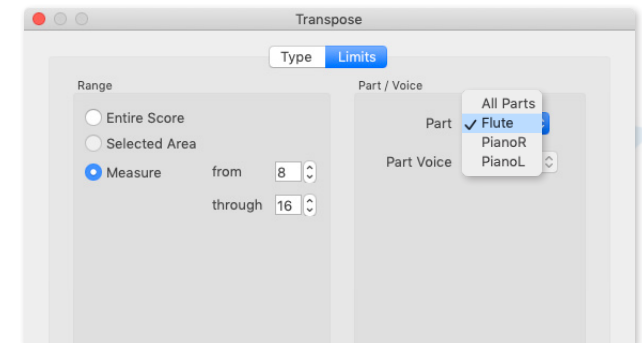 Transpose
Type Limits
Range
Entire Score
Selected Area
Measure from 8
through 16
Part / Voice
All Parts
Part ✓ Flute
PianoR
Part Voice PianoL